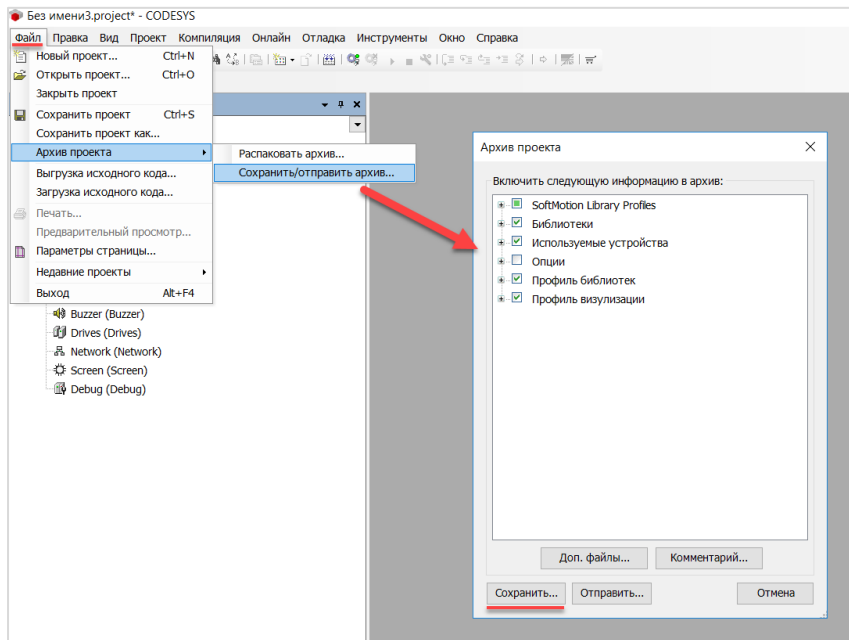 Без имени3.project* - CODESYS
Файл Правка Вид Проект Компиляция Онлайн Отладка Инструменты Окно Справка
Новый проект... Ctrl+N
Открыть проект... Ctrl+O
Закрыть проект
Сохранить проект Ctrl+S
Сохранить проект как...
Архив проекта
Распаковать архив...
Сохранить/отправить архив...
Выгрузка исходного кода...
Загрузка исходного кода...
Печать...
Предварительный просмотр...
Параметры страницы...
Недавние проекты
Выход Alt+F4
Buzzer (Buzzer)
Drives (Drives)
Network (Network)
Screen (Screen)
Debug (Debug)
Архив проекта
Включить следующую информацию в архив:
SoftMotion Library Profiles
Библиотеки
Используемые устройства
Опции
Профиль библиотек
Профиль визулизации
Доп. файлы... Комментарий...
Сохранить... Отправить... Отмена